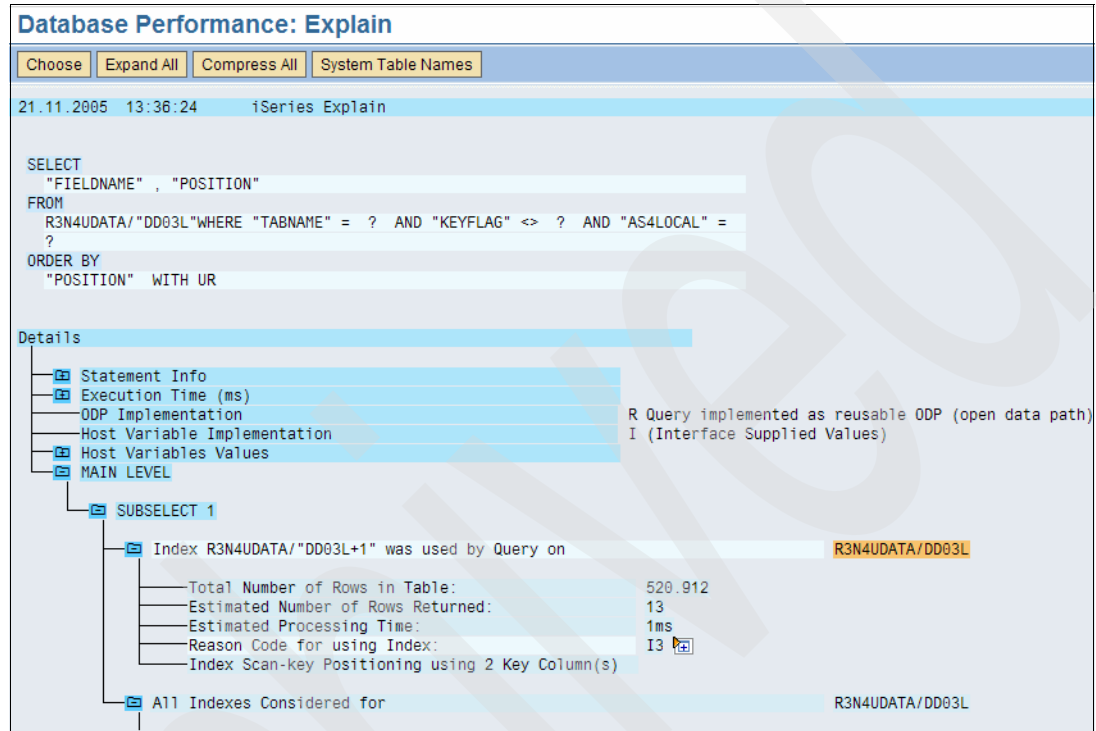 Database Performance: Explain
Choose Expand All Compress All System Table Names
21.11.2005 13:36:24 iSeries Explain
SELECT
"FIELDNAME" , "POSITION"
FROM
R3N4UDATA/"DD03L"WHERE "TABNAME" = ? AND "KEYFLAG" <> ? AND "AS4LOCAL" =
?
ORDER BY
"POSITION" WITH UR
Details
Statement Info
Execution Time (ms)
ODP Implementation R Query implemented as reusable ODP (open data path)
Host Variable Implementation I (Interface Supplied Values)
Host Variables Values
MAIN LEVEL
SUBSELECT 1
Index R3N4UDATA/"DD03L+1" was used by Query on R3N4UDATA/DD03L
Total Number of Rows in Table: 520.912
Estimated Number of Rows Returned: 13
Estimated Processing Time: 1ms
Reason Code for using Index: I3
Index Scan-key Positioning using 2 Key Column(s)
All Indexes Considered for R3N4UDATA/DD03L